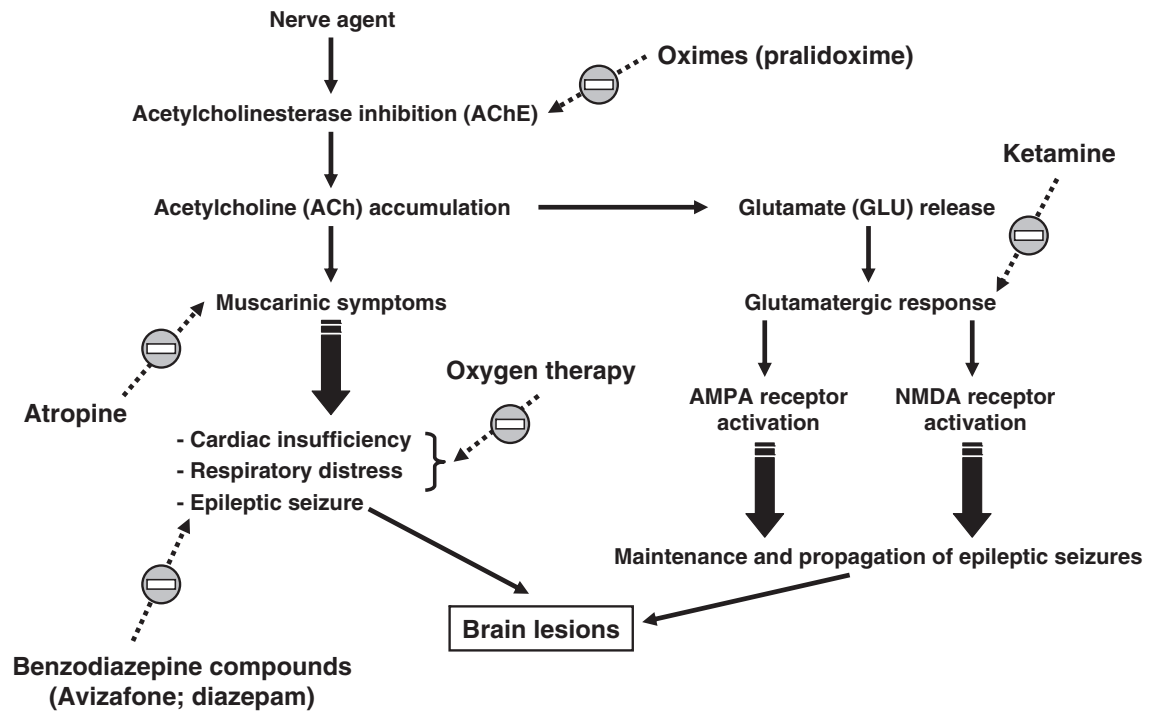 Nerve agent
Oximes (pralidoxime)
Acetylcholinesterase inhibition (AChE)
Ketamine
Acetylcholine (ACh) accumulation
Glutamate (GLU) release
Muscarinic symptoms
Glutamatergic response
Oxygen therapy
Atropine
AMPA receptor
activation
NMDA receptor
activation
- Cardiac insufficiency
- Respiratory distress
- Epileptic seizure
Maintenance and propagation of epileptic seizures
Brain lesions
Benzodiazepine compounds
(Avizafone; diazepam)